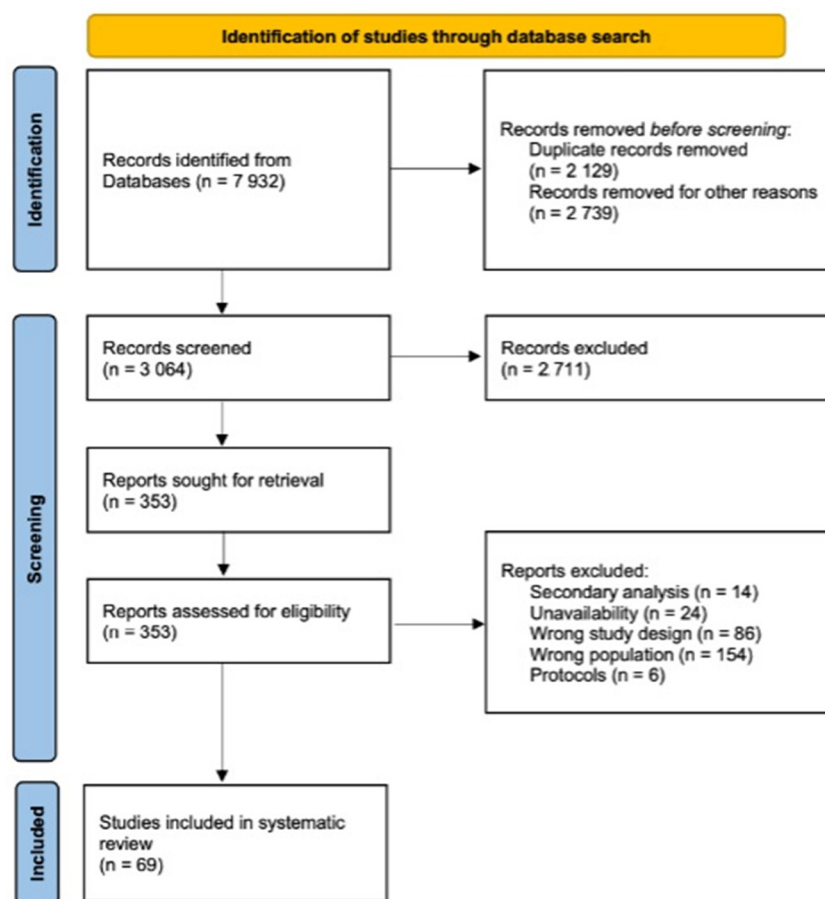 Identification of studies through database search
Identification
Records identified from
Databases (n = 7 932)
Records removed before screening:
Duplicate records removed
(n = 2 129)
Records removed for other reasons
(n = 2 739)
Screening
Records screened
(n = 3 064)
Records excluded
(n = 2 711)
Reports sought for retrieval
(n = 353)
Reports assessed for eligibility
(n = 353)
Reports excluded:
Secondary analysis (n = 14)
Unavailability (n = 24)
Wrong study design (n = 86)
Wrong population (n = 154)
Protocols (n = 6)
Included
Studies included in systematic
review
(n = 69)